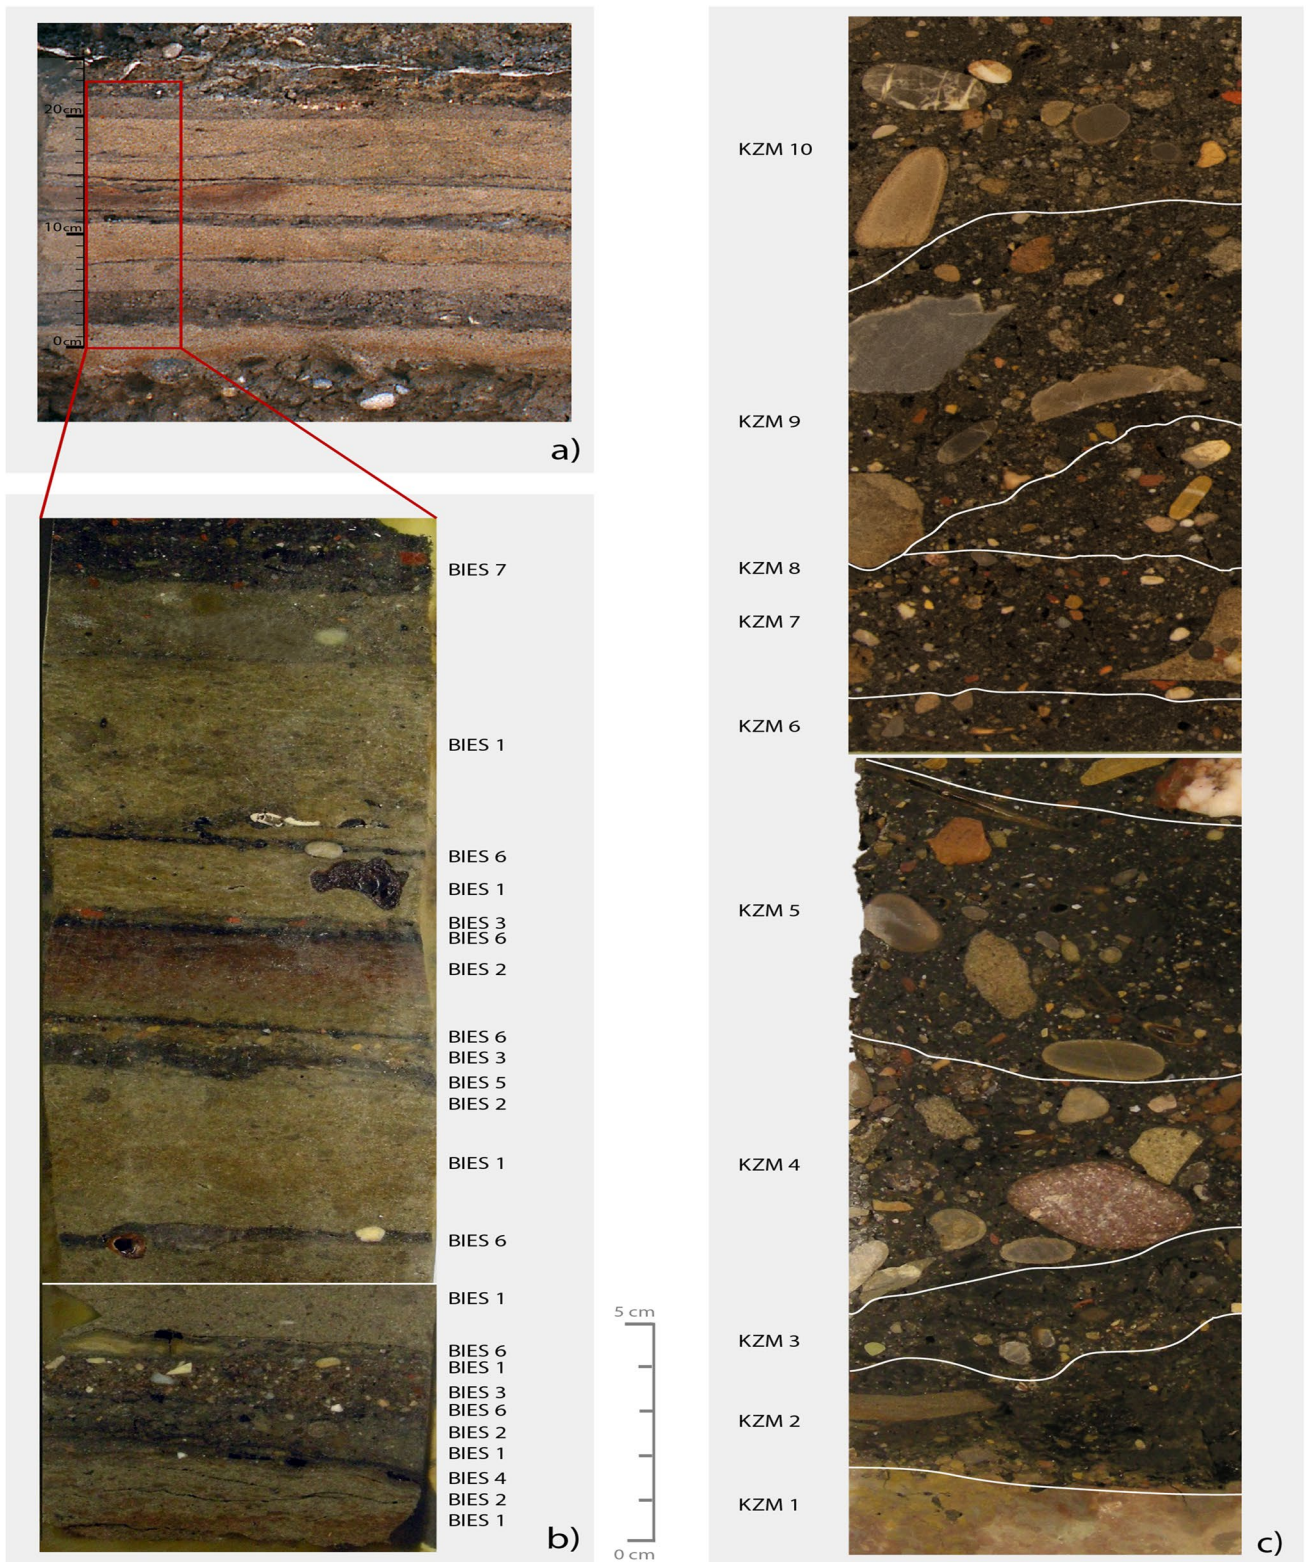 20cm
10cm
0cm
a)
BIES 7
BIES 1
BIES 6
BIES 1
BIES 3
BIES 6
BIES 2
BIES 6
BIES 3
BIES 5
BIES 2
BIES 1
BIES 6
BIES 1
BIES 6
BIES 1
BIES 3
BIES 6
BIES 2
BIES 1
BIES 4
BIES 2
BIES 1
b)
5 cm
0 cm
KZM 10
KZM 9
KZM 8
KZM 7
KZM 6
KZM 5
KZM 4
KZM 3
KZM 2
KZM 1
c)